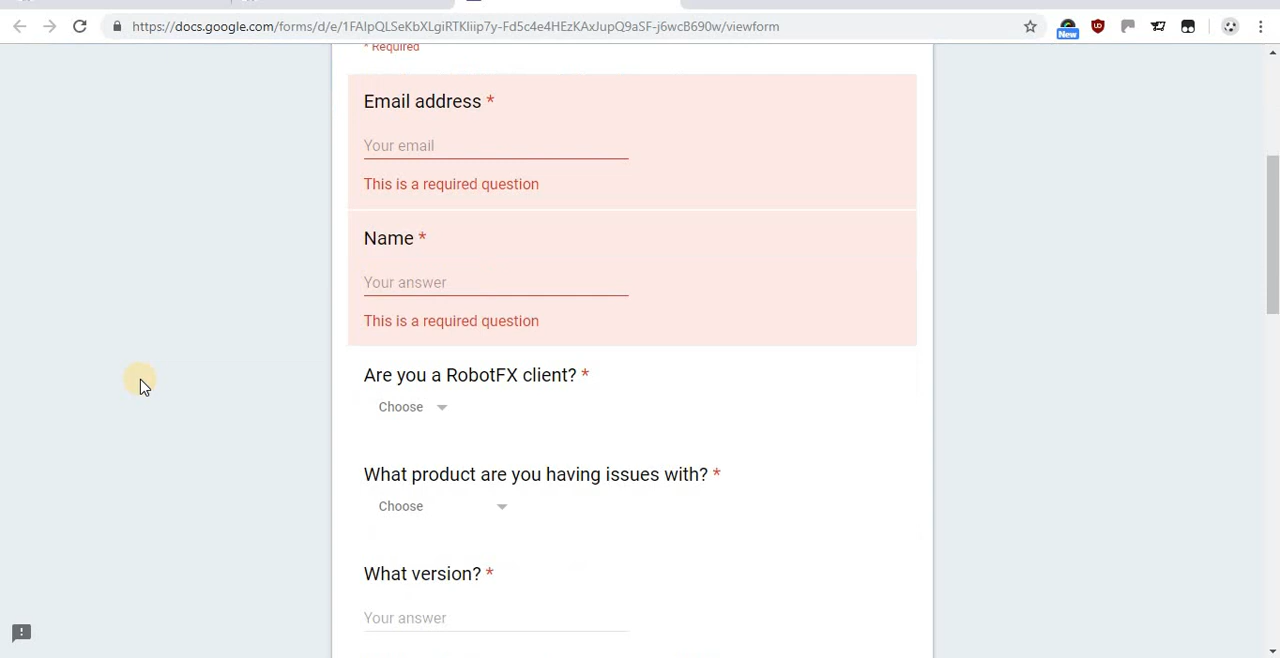 https://docs.google.com/forms/d/e/1FAIpQLSeKbXLgiRTKIiip7y-Fd5c4e4HEzKAxJupQ9aSF-j6wcB690w/viewform
New
* Required
Email address *
Your email
This is a required question
Name *
Your answer
This is a required question
Are you a RobotFX client? *
Choose
What product are you having issues with? *
Choose
What version? *
Your answer